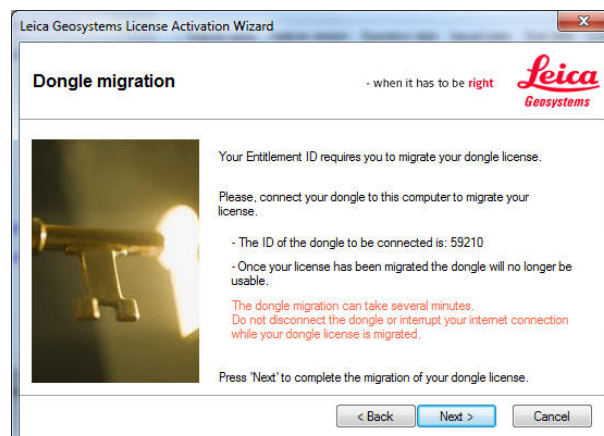 Leica Geosystems License Activation Wizard
Dongle migration
- when it has to be right
Leica
Geosystems
Your Entitlement ID requires you to migrate your dongle license.
Please, connect your dongle to this computer to migrate your
license.
- The ID of the dongle to be connected is: 59210
- Once your license has been migrated the dongle will no longer be
usable.
The dongle migration can take several minutes.
Do not disconnect the dongle or interrupt your internet connection
while your dongle license is migrated.
Press 'Next' to complete the migration of your dongle license.
< Back
Next >
Cancel